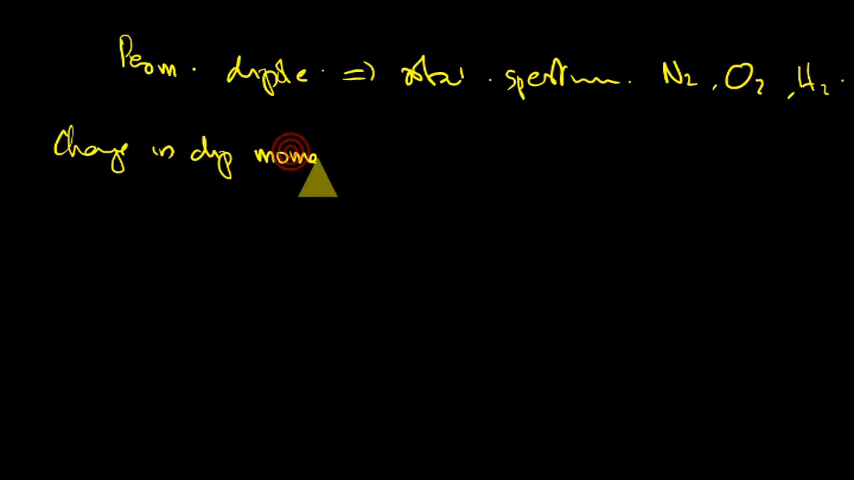 Perm. dipole. => rotal. spectrum. N2, O2, H2.
Change in dip mome